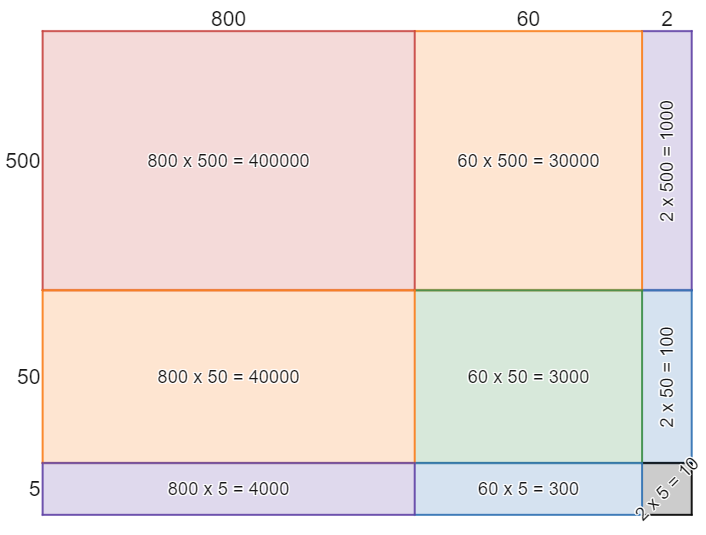 800 60 2
500 800 x 500 = 400000 60 x 500 = 30000 2 x 500 = 1000
50 800 x 50 = 40000 60 x 50 = 3000 2 x 50 = 100
5 800 x 5 = 4000 60 x 5 = 300 2 x 5 = 10